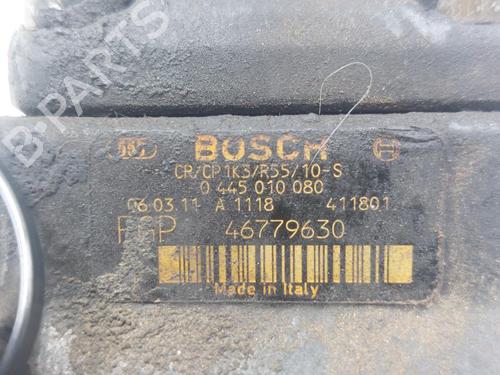 BOSCH
CR/CP1K3/R55/10-S
0 445 010 080
06.03.11 A 1118 411801
46779630
Made in Italy
B-PARTS